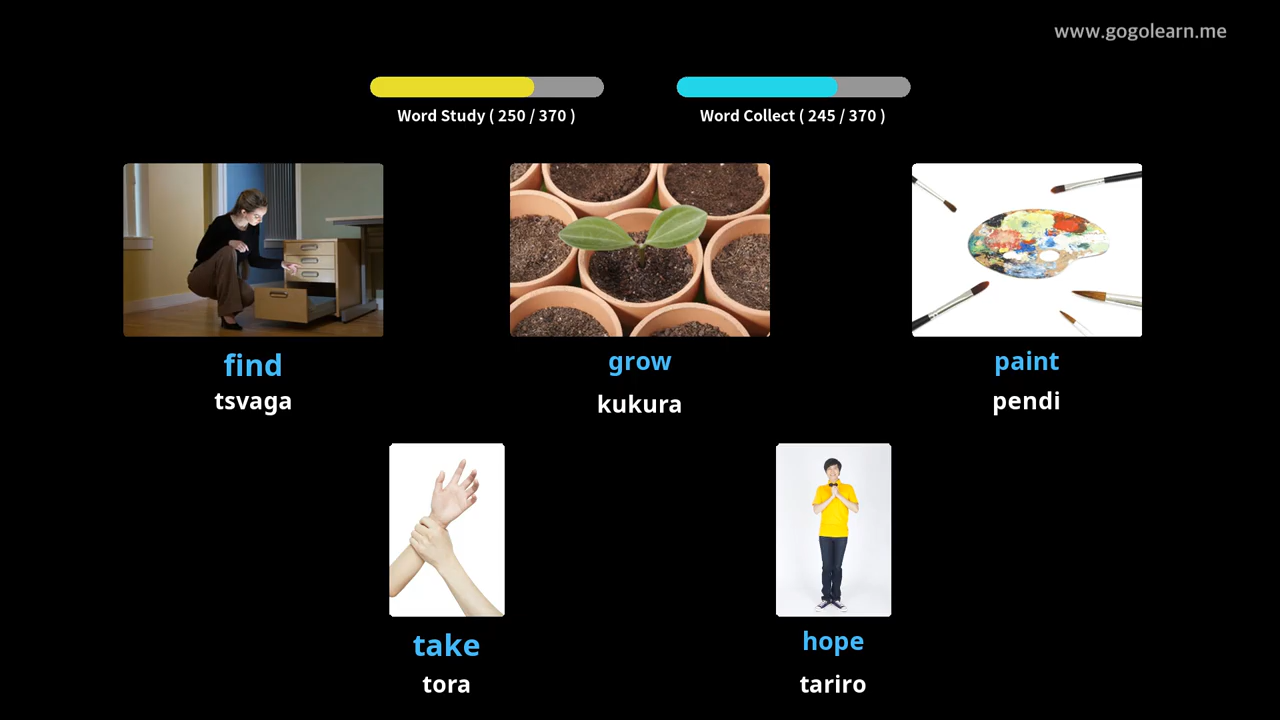 www.gogolearn.me
Word Study ( 250 / 370 )
Word Collect ( 245 / 370 )
find
tsvaga
grow
kukura
paint
pendi
take
tora
hope
tariro